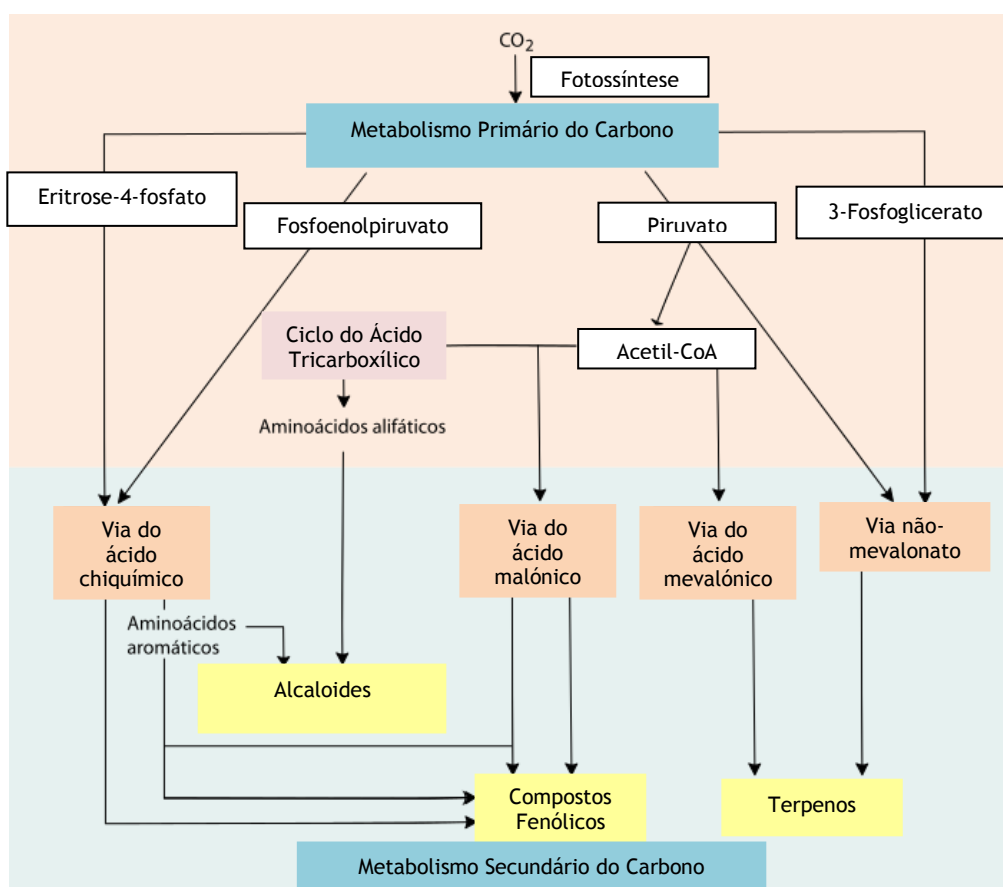 CO2
Fotossíntese
Metabolismo Primário do Carbono
Eritrose-4-fosfato
Fosfoenolpiruvato
Piruvato
3-Fosfoglicerato
Ciclo do Ácido
Tricarboxílico
Acetil-CoA
Aminoácidos alifáticos
Via do
ácido
chiquímico
Via do
ácido
malónico
Via do
ácido
mevalónico
Via não-
mevalonato
Aminoácidos
aromáticos
Alcaloides
Compostos
Fenólicos
Terpenos
Metabolismo Secundário do Carbono